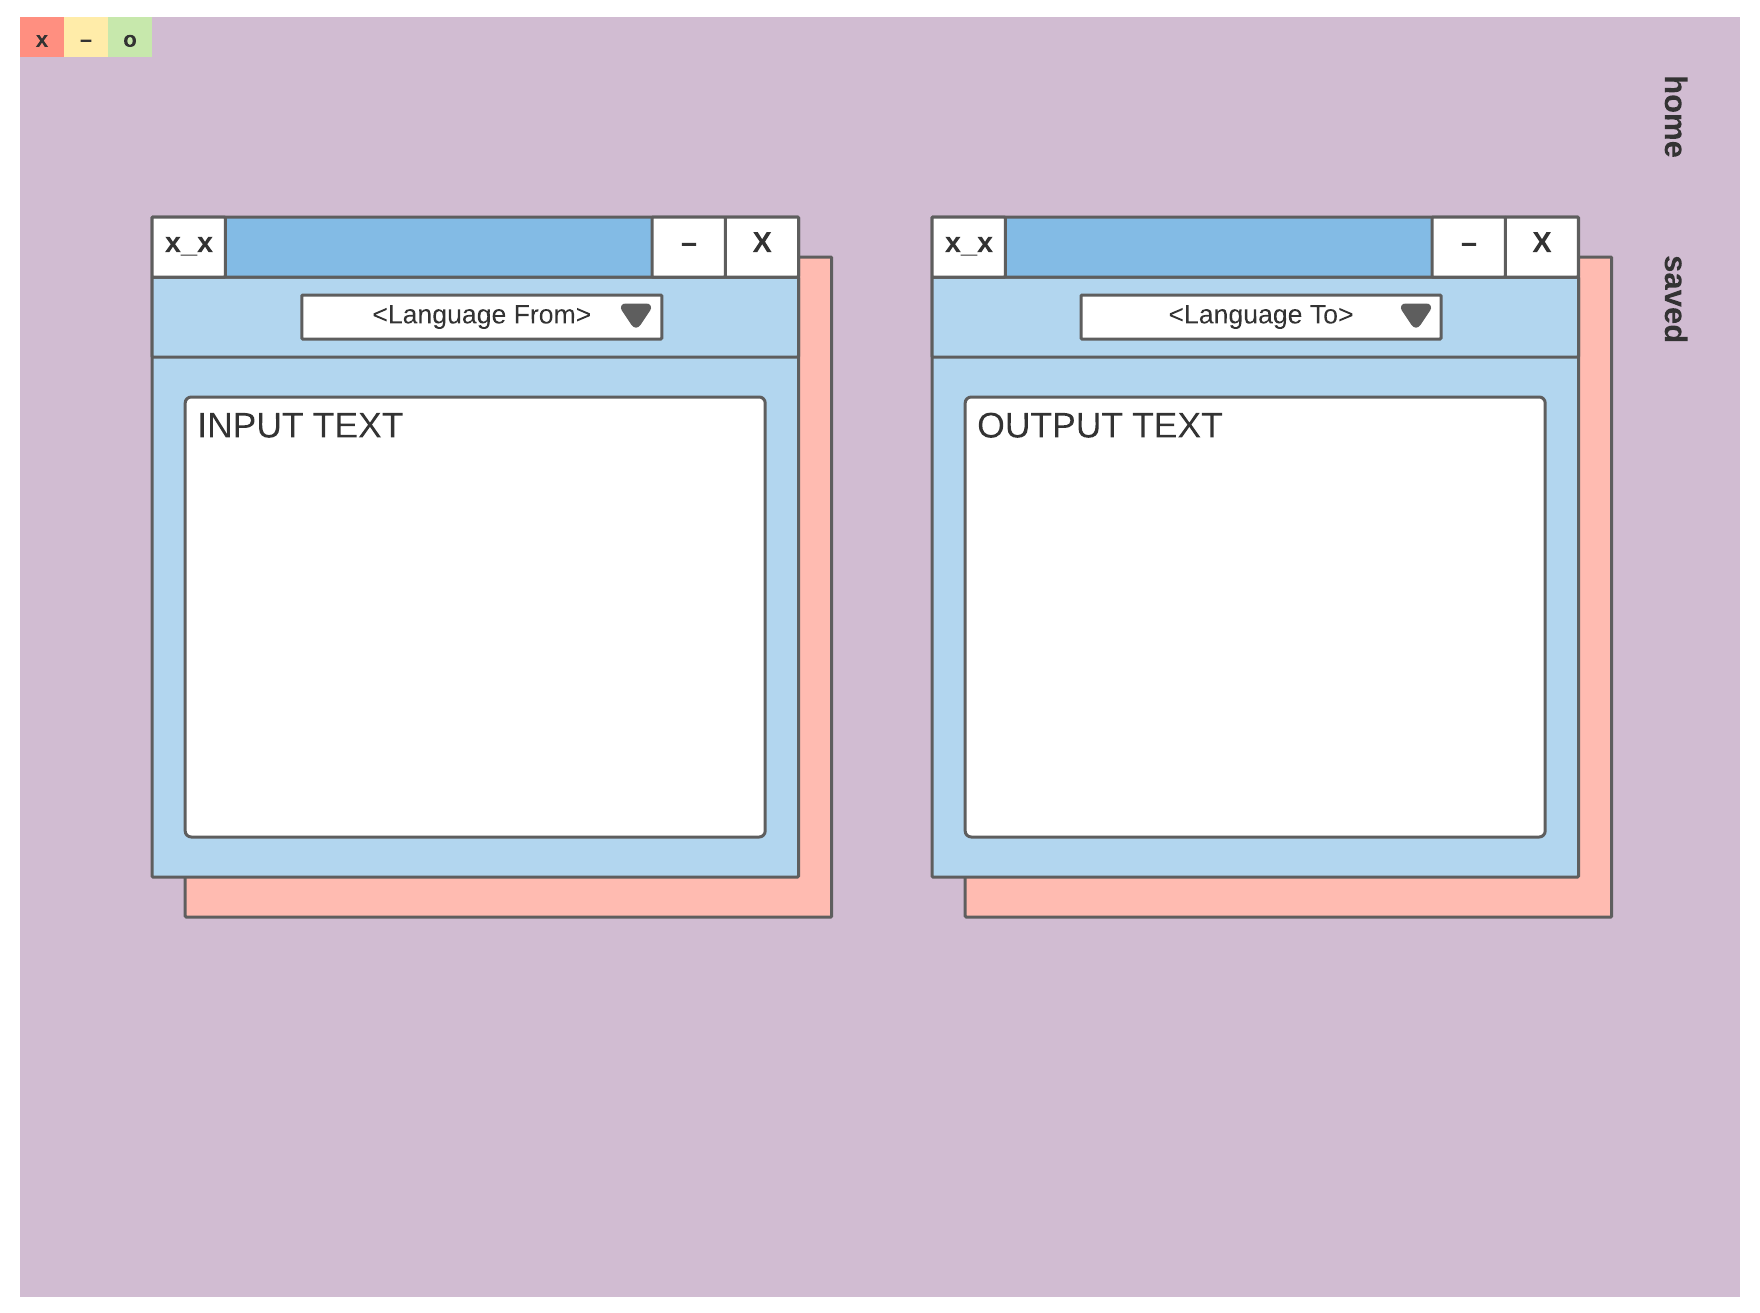 x – o
home
saved
x_x – X
<Language From>
INPUT TEXT
x_x – X
<Language To>
OUTPUT TEXT